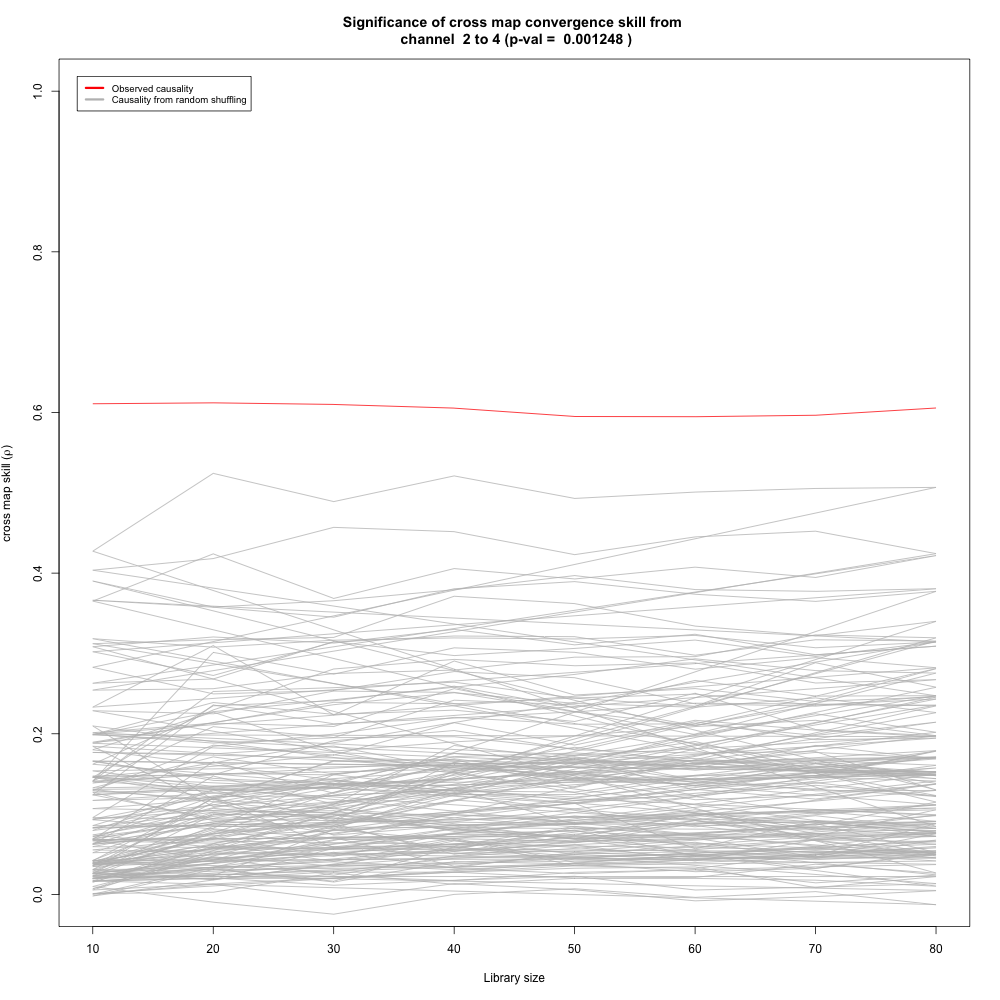 Significance of cross map convergence skill from
channel  2 to 4 (p-val =  0.001248 )
Observed causality
Causality from random shuffling
cross map skill (ρ)
1.0
0.8
0.6
0.4
0.2
0.0
10 20 30 40 50 60 70 80
Library size